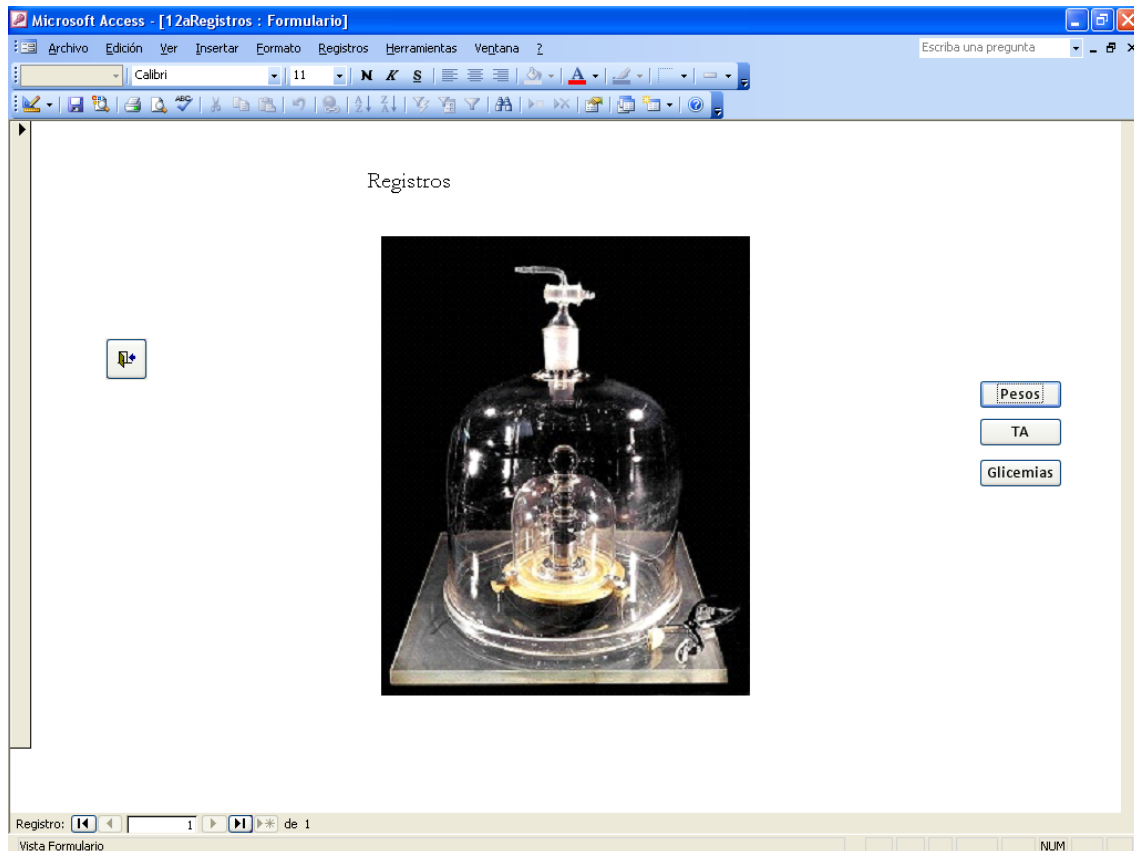 Microsoft Access - [12aRegistros : Formulario]
Archivo Edición Ver Insertar Formato Registros Herramientas Ventana ? Escriba una pregunta
Calibri 11 N K S A
ABC
Registros
Pesos
TA
Glicemias
Registro: 1 de 1
Vista Formulario NUM